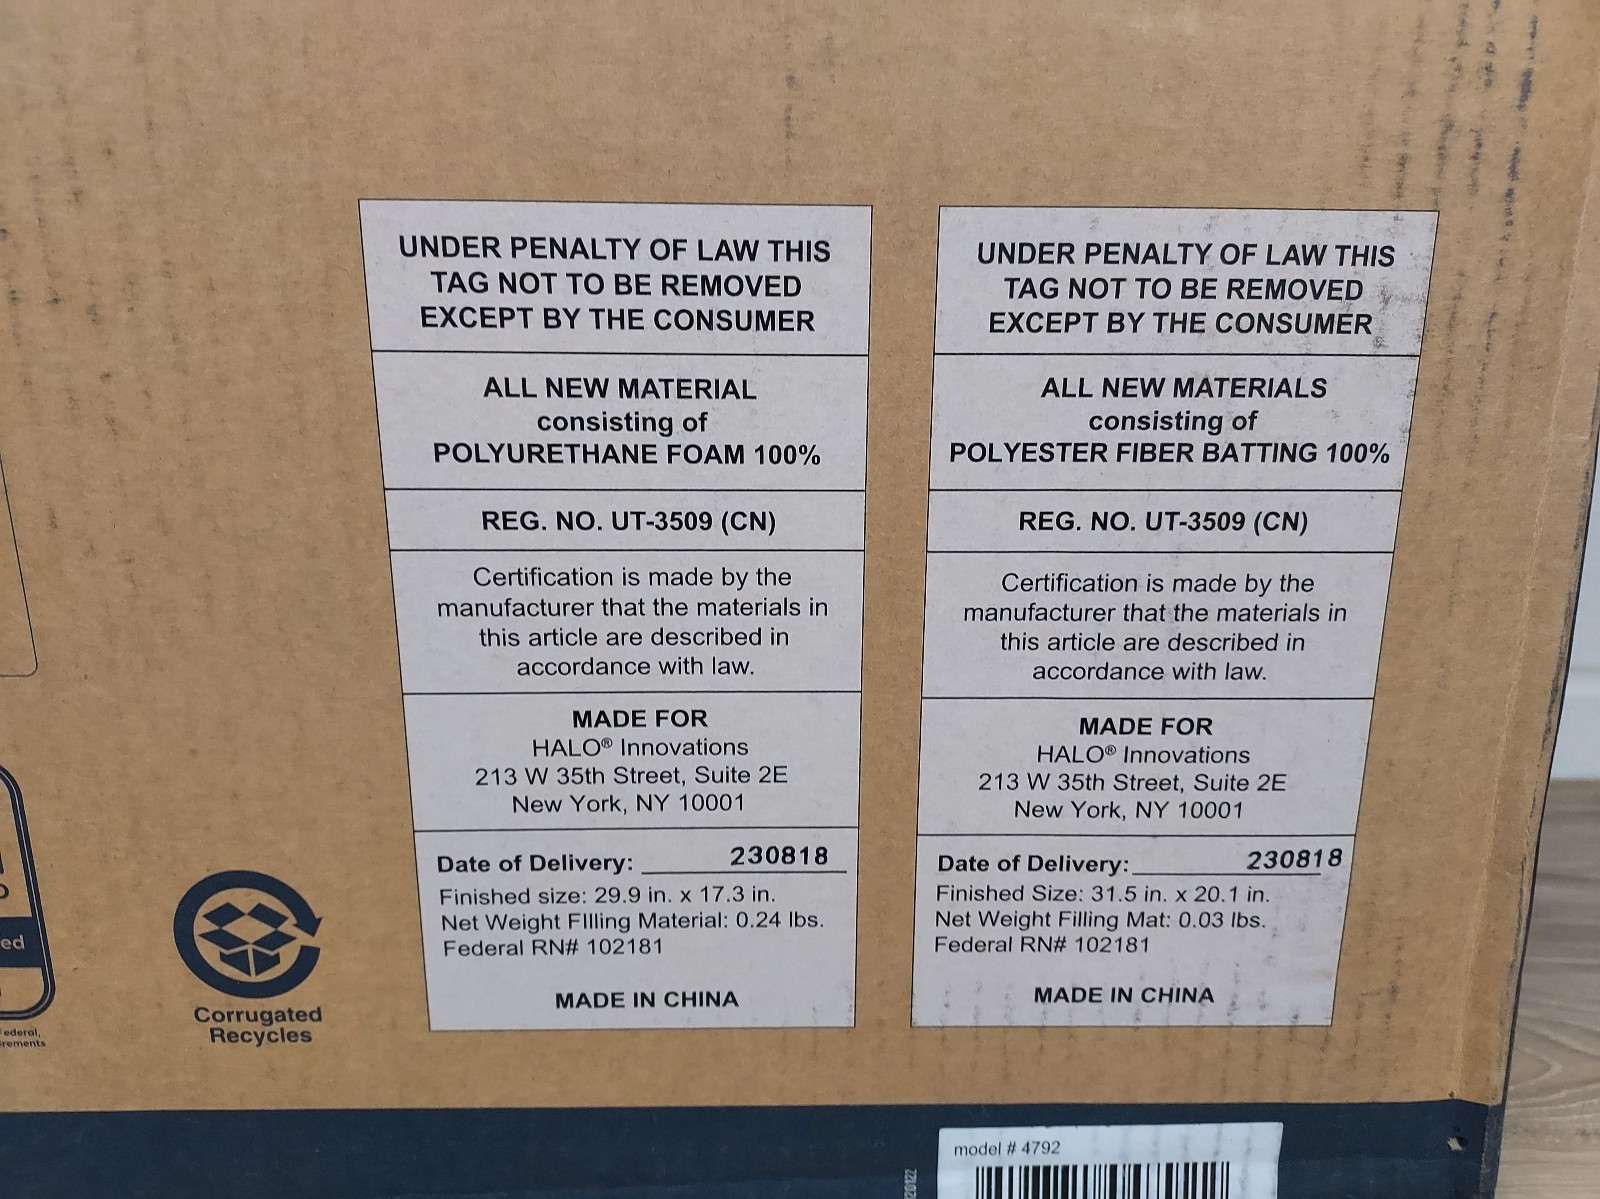 UNDER PENALTY OF LAW THIS
TAG NOT TO BE REMOVED
EXCEPT BY THE CONSUMER
ALL NEW MATERIAL
consisting of
POLYURETHANE FOAM 100%
REG. NO. UT-3509 (CN)
Certification is made by the
manufacturer that the materials in
this article are described in
accordance with law.
MADE FOR
HALO® Innovations
213 W 35th Street, Suite 2E
New York, NY 10001
Date of Delivery: 230818
Finished size: 29.9 in. x 17.3 in.
Net Weight FIlling Material: 0.24 lbs.
Federal RN# 102181
MADE IN CHINA
UNDER PENALTY OF LAW THIS
TAG NOT TO BE REMOVED
EXCEPT BY THE CONSUMER
ALL NEW MATERIALS
consisting of
POLYESTER FIBER BATTING 100%
REG. NO. UT-3509 (CN)
Certification is made by the
manufacturer that the materials in
this article are described in
accordance with law.
MADE FOR
HALO® Innovations
213 W 35th Street, Suite 2E
New York, NY 10001
Date of Delivery: 230818
Finished Size: 31.5 in. x 20.1 in.
Net Weight Filling Mat: 0.03 lbs.
Federal RN# 102181
MADE IN CHINA
Corrugated
Recycles
model # 4792